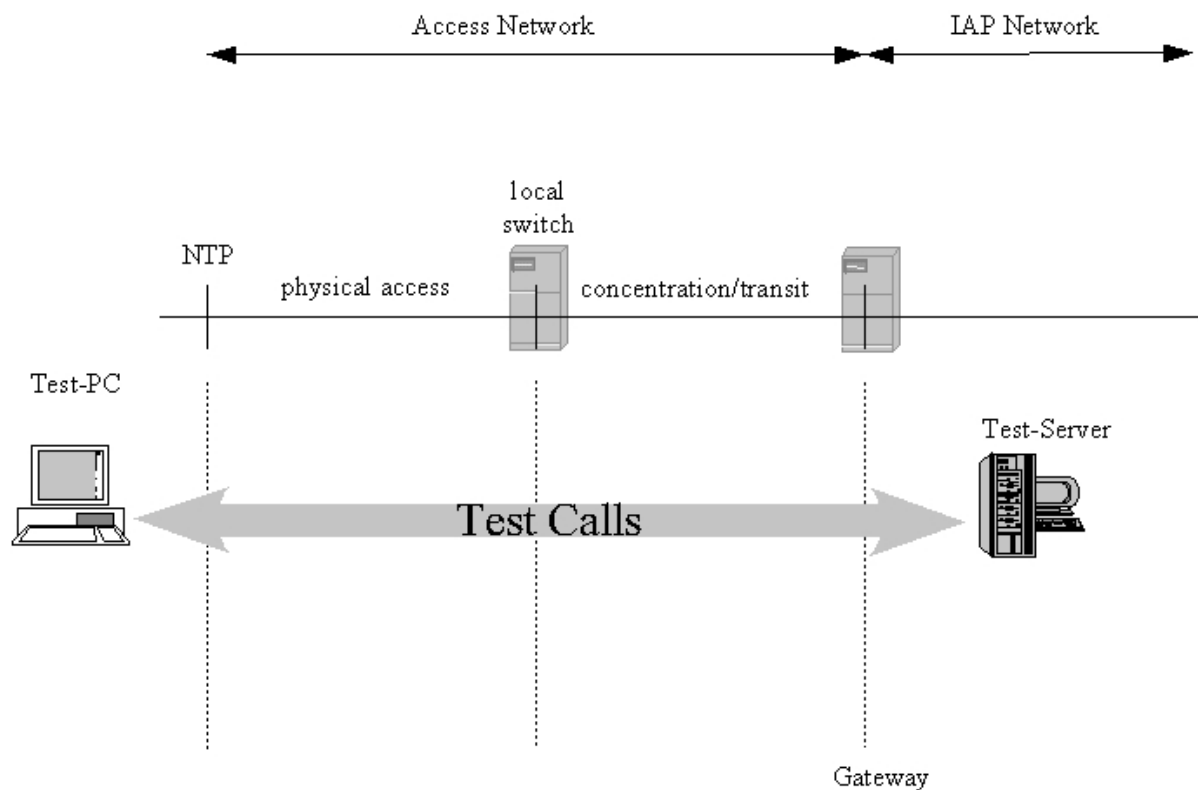 Access Network
IAP Network
local
switch
NTP
physical access
concentration/transit
Test-PC
Test-Server
Test Calls
Gateway